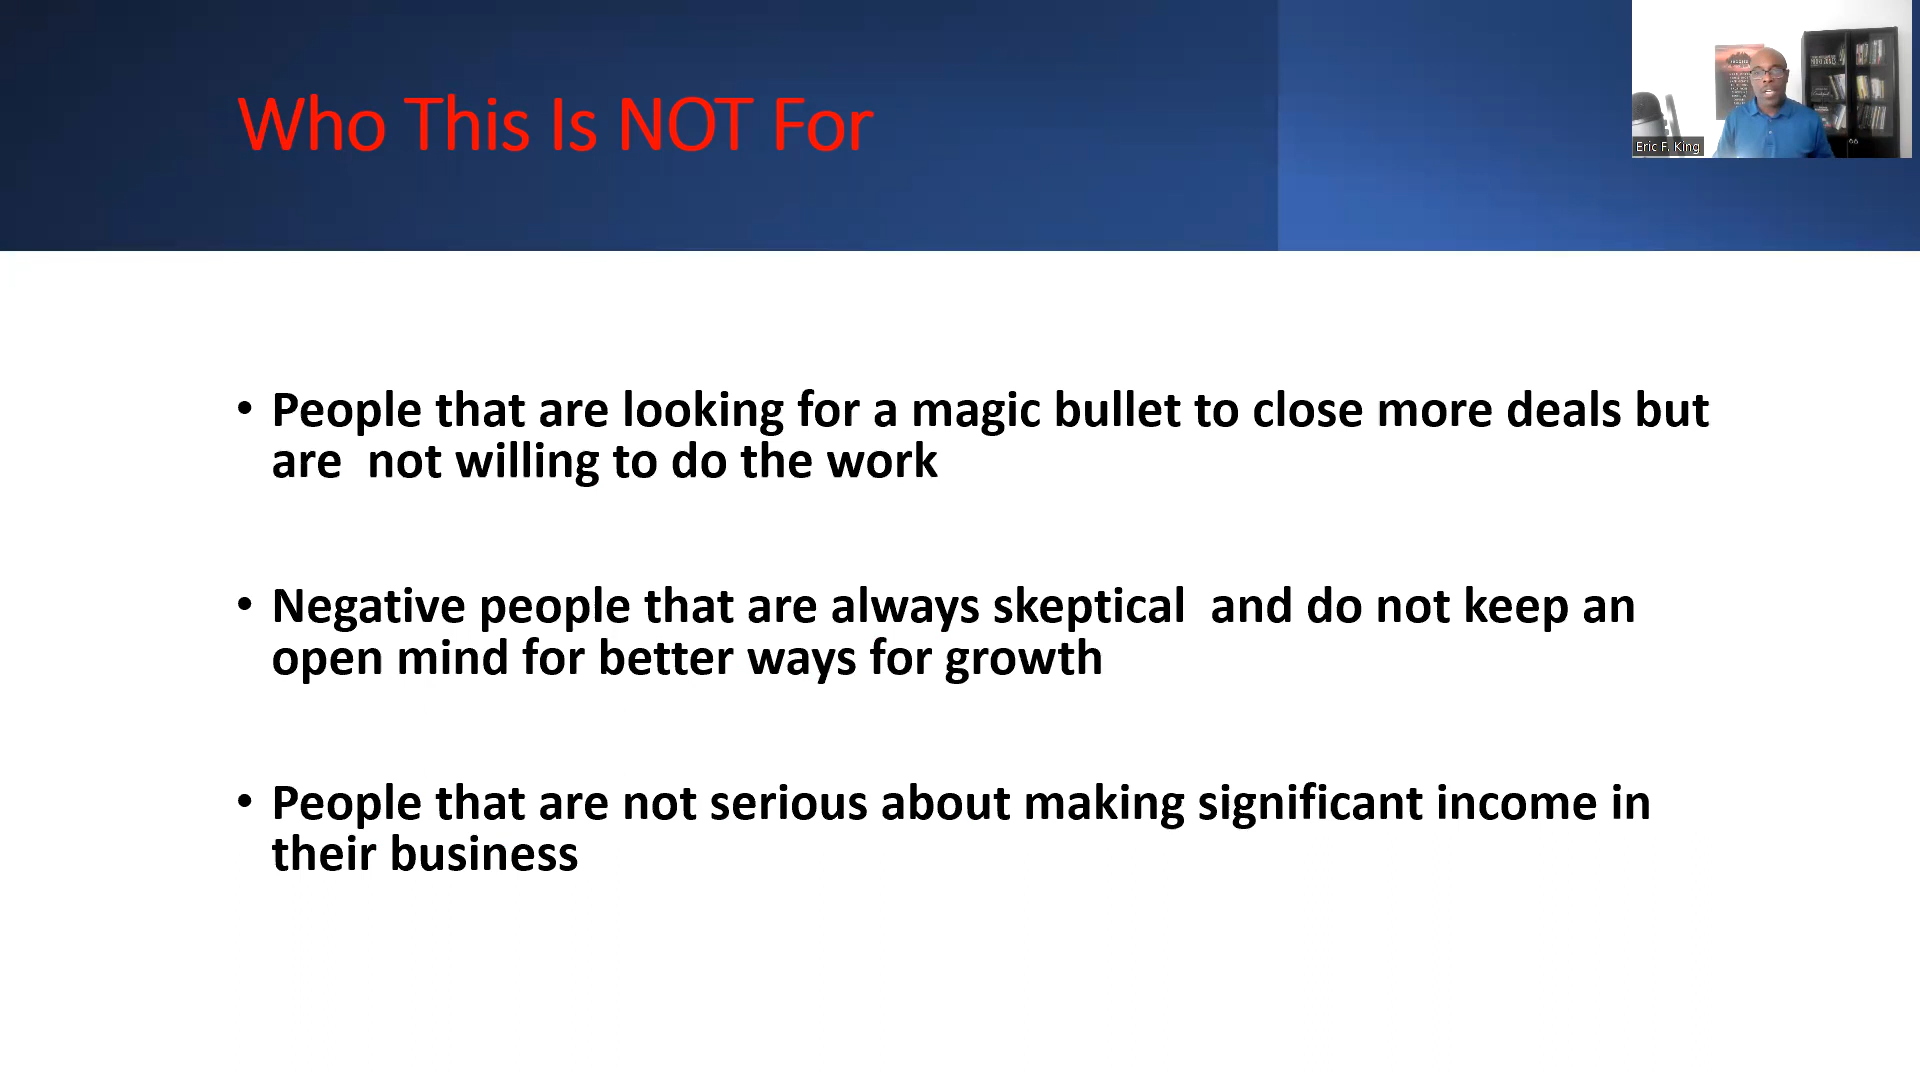 Who This Is NOT For
Eric F. King
• People that are looking for a magic bullet to close more deals but
are  not willing to do the work
• Negative people that are always skeptical  and do not keep an
open mind for better ways for growth
• People that are not serious about making significant income in
their business